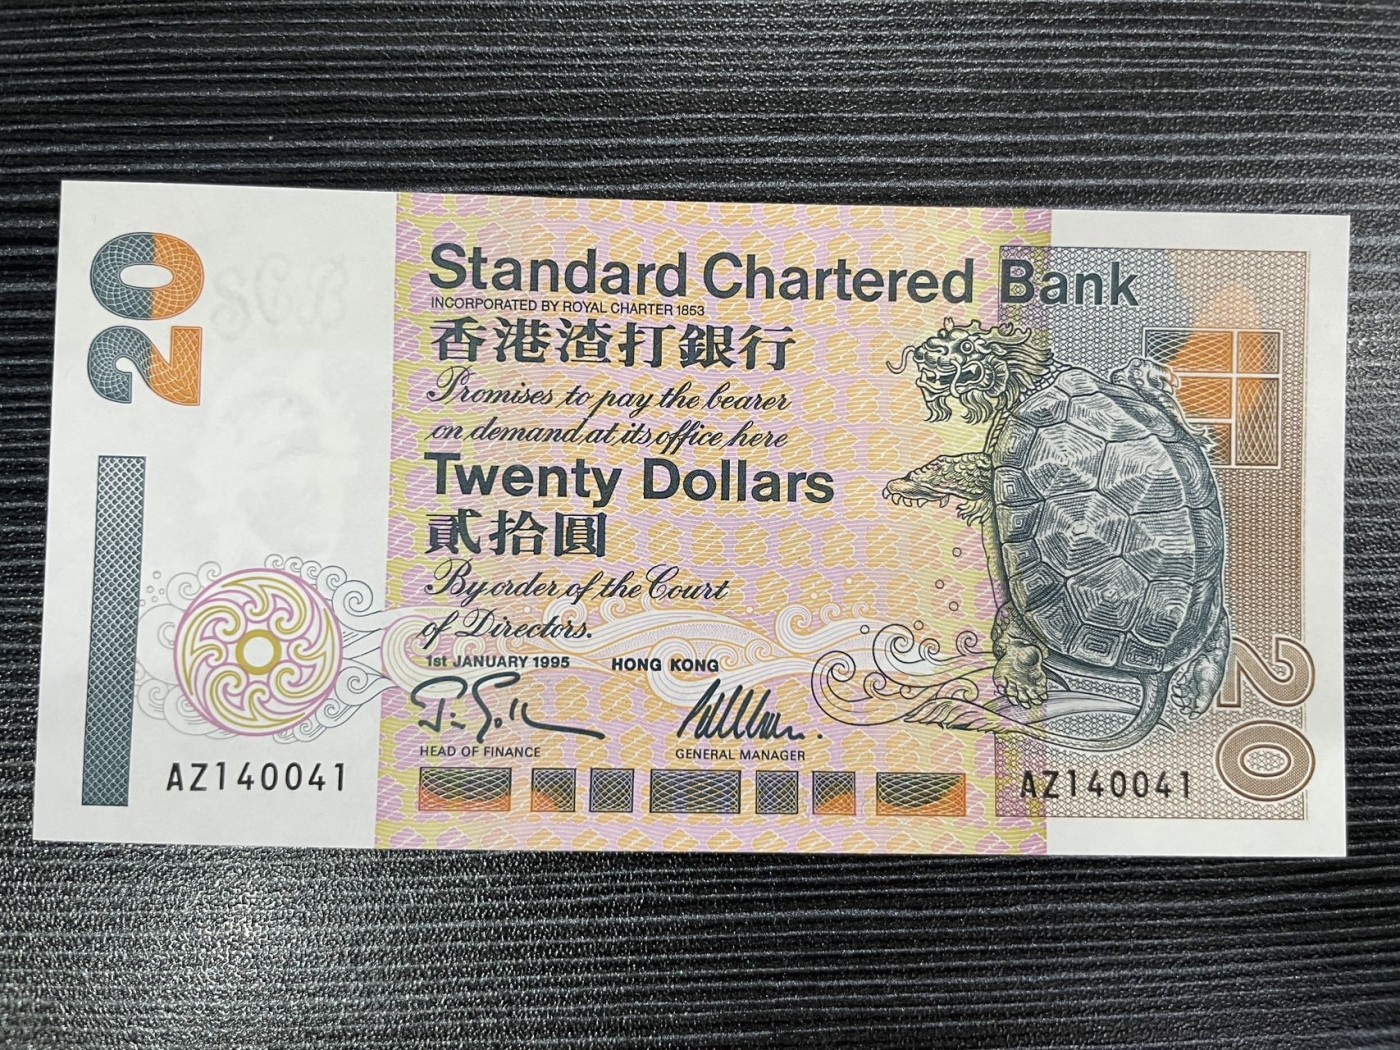 20
Standard Chartered Bank
INCORPORATED BY ROYAL CHARTER 1853
香港渣打銀行
Promises to pay the bearer
on demand at its office here
Twenty Dollars
貳拾圓
By order of the Court
of Directors.
1st JANUARY 1995 HONG KONG
HEAD OF FINANCE GENERAL MANAGER
AZ140041 AZ140041
20